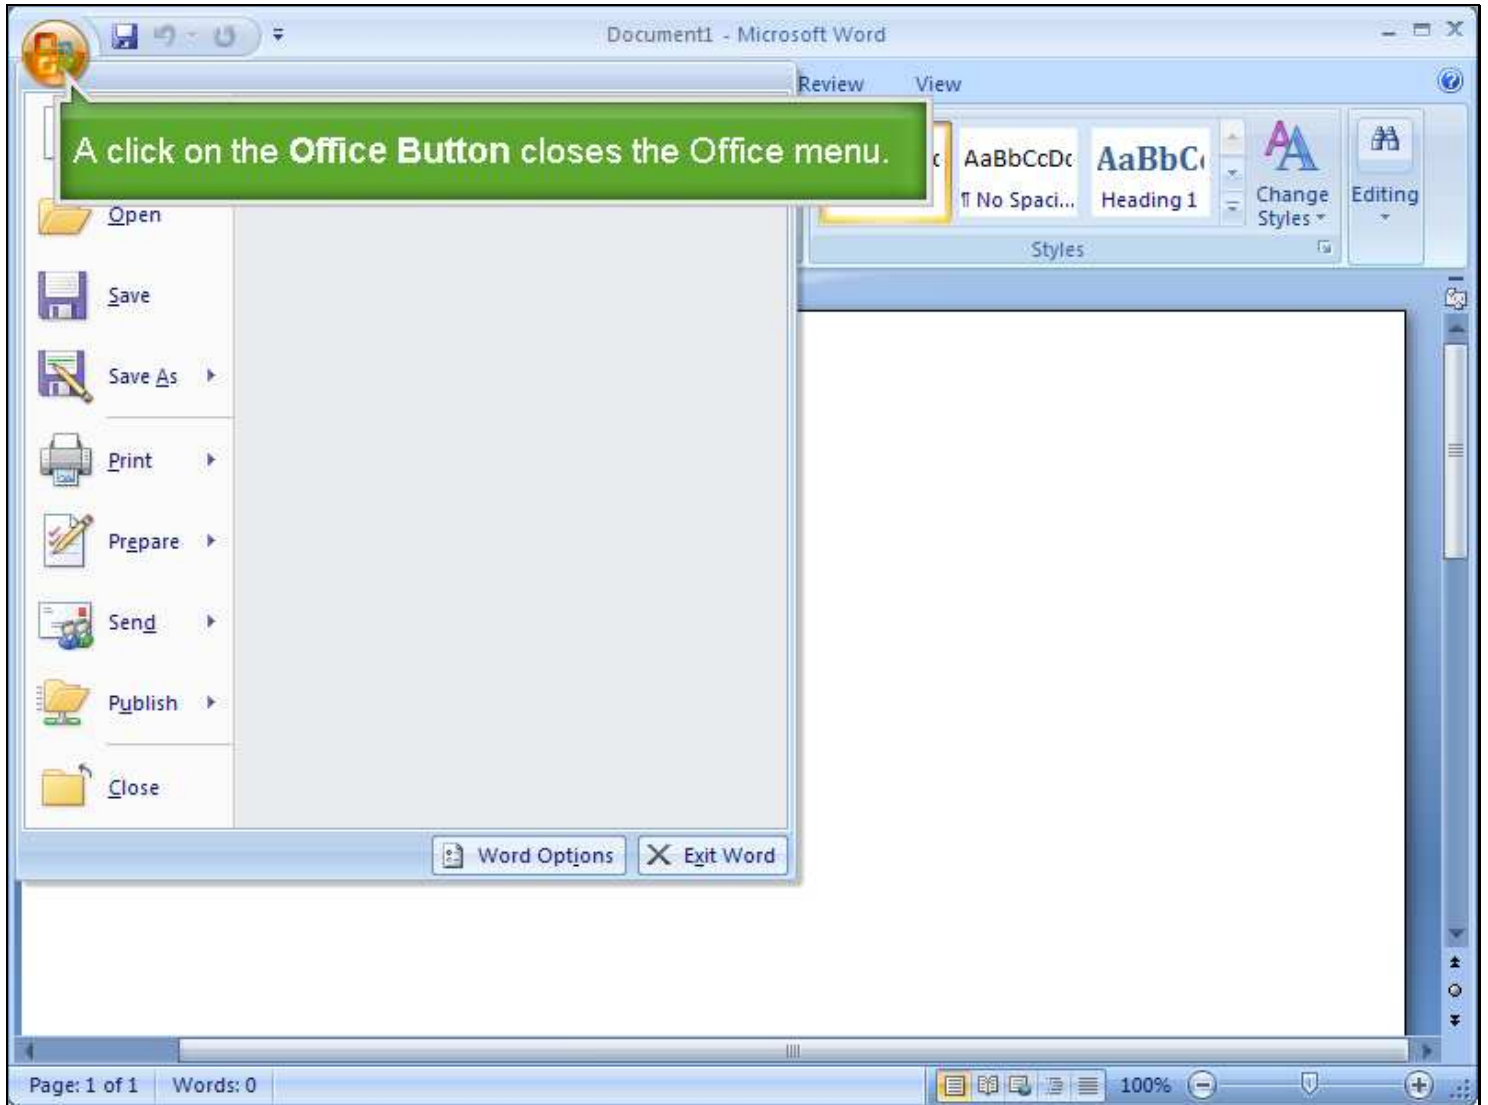 Document1 - Microsoft Word
Review View
A click on the Office Button closes the Office menu.
AaBbCcDc AaBbC
¶ No Spaci... Heading 1 Change Styles Editing
Styles
Open
Save
Save As
Print
Prepare
Send
Publish
Close
Word Options Exit Word
Page: 1 of 1 Words: 0 100%